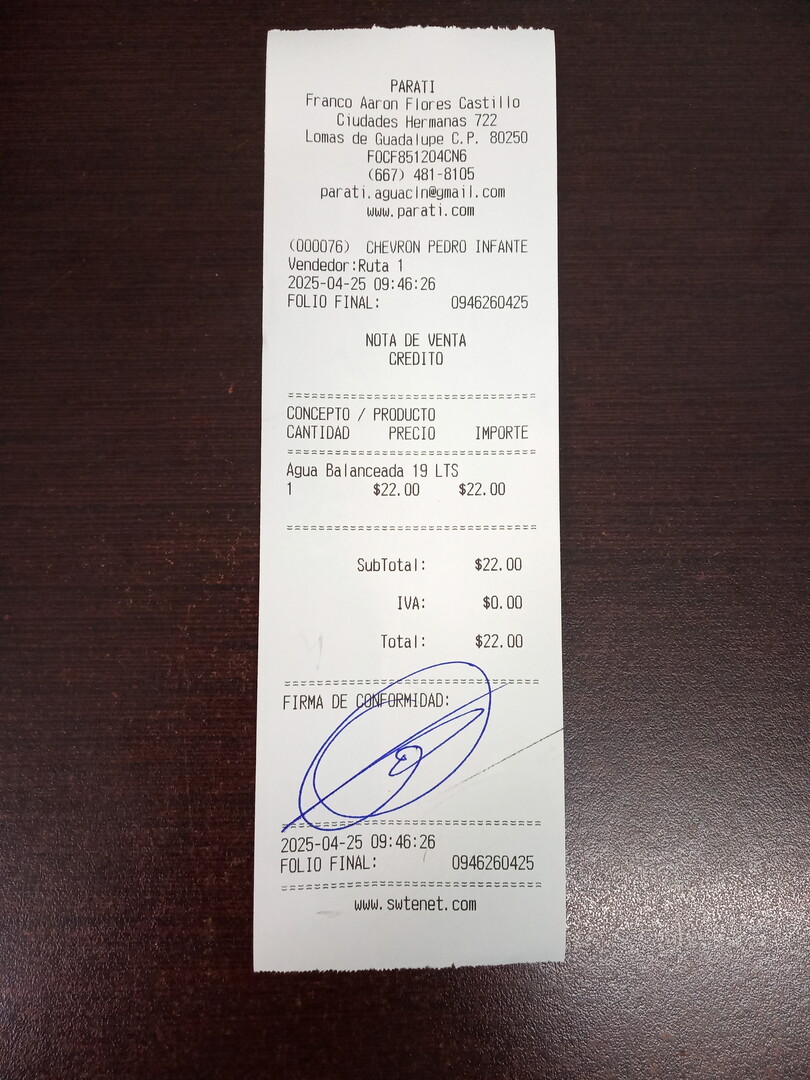 PARATI
Franco Aaron Flores Castillo
Ciudades Hermanas 722
Lomas de Guadalupe C.P. 80250
FOCF851204CN6
(667) 481-8105
parati.aguacln@gmail.com
www.parati.com
(000076) CHEVRON PEDRO INFANTE
Vendedor:Ruta 1
2025-04-25 09:46:26
FOLIO FINAL: 0946260425
NOTA DE VENTA
CREDITO
================================
CONCEPTO / PRODUCTO
CANTIDAD PRECIO IMPORTE
================================
Agua Balanceada 19 LTS
1 $22.00 $22.00
================================
SubTotal: $22.00
IVA: $0.00
Total: $22.00
================================
FIRMA DE CONFORMIDAD:
================================
2025-04-25 09:46:26
FOLIO FINAL: 0946260425
================================
www.swtenet.com